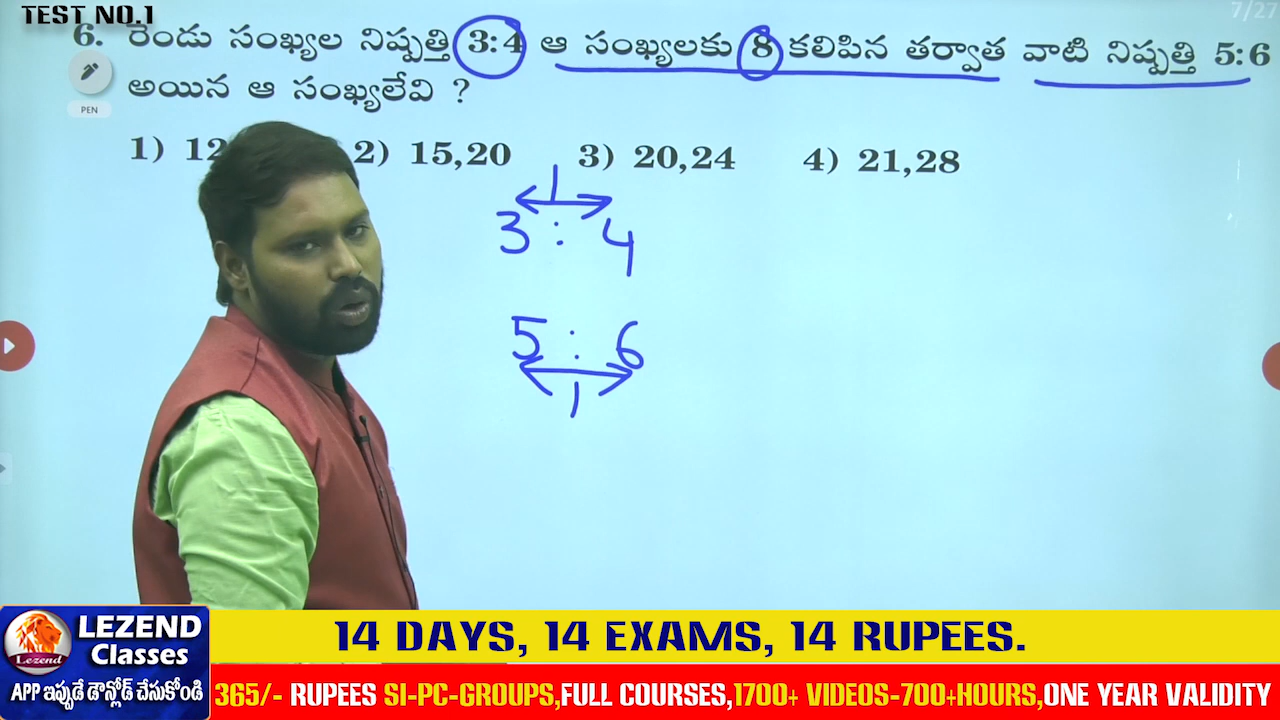 TEST NO.1
7/27
6. రెండు సంఖ్యల నిష్పత్తి 3:4 ఆ సంఖ్యలకు 8 కలిపిన తర్వాత వాటి నిష్పత్తి 5:6
అయిన ఆ సంఖ్యలేవి ?
PEN
1) 12 2) 15,20 3) 20,24 4) 21,28
1
3 : 4
5 : 6
1
LEZEND
Classes
Lezend
APP ఇప్పుడే డౌన్లోడ్ చేసుకోండి
14 DAYS, 14 EXAMS, 14 RUPEES.
365/- RUPEES SI-PC-GROUPS,FULL COURSES,1700+ VIDEOS-700+HOURS,ONE YEAR VALIDITY